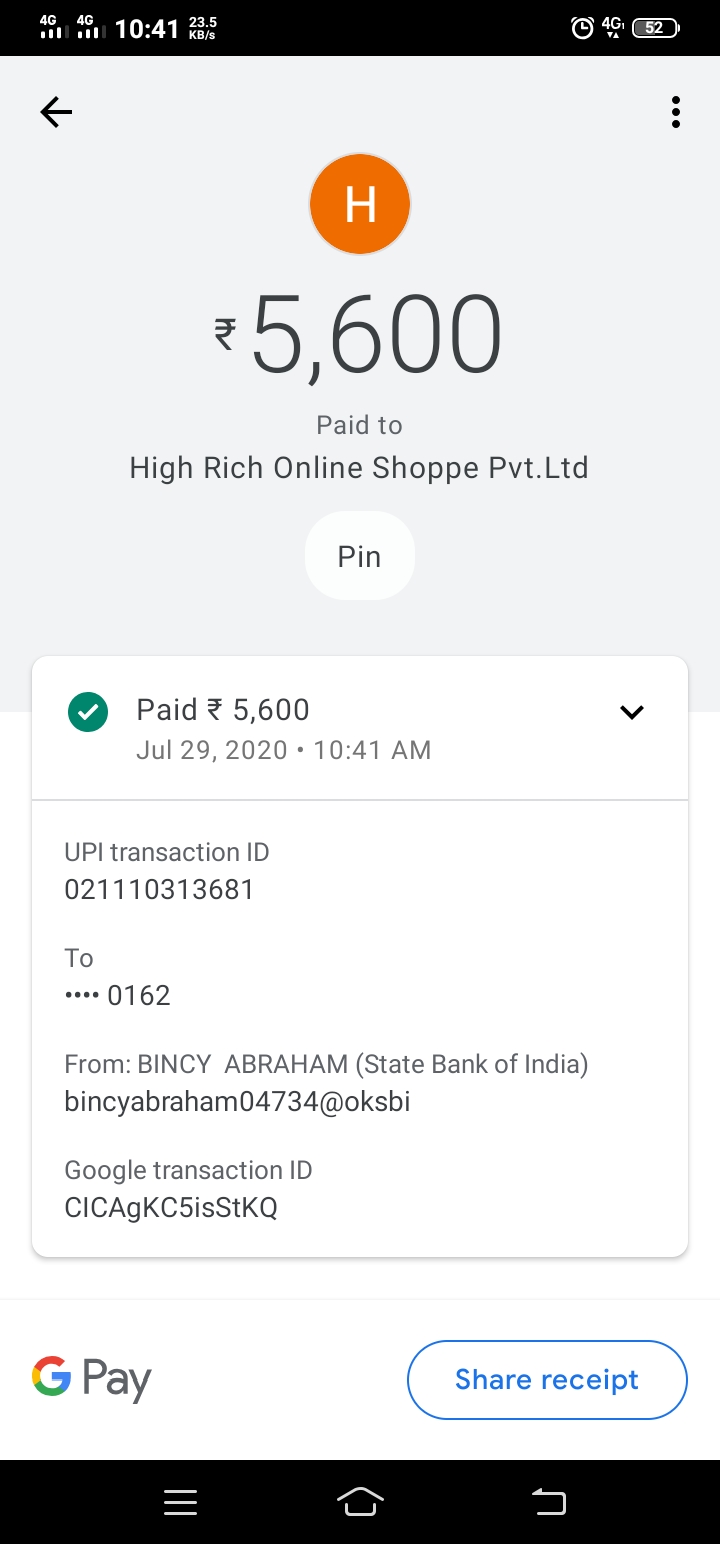 4G 4G 10:41 23.5 KB/s 4G 52
H
₹5,600
Paid to
High Rich Online Shoppe Pvt.Ltd
Pin
Paid ₹ 5,600
Jul 29, 2020 • 10:41 AM
UPI transaction ID
021110313681
To
•••• 0162
From: BINCY  ABRAHAM (State Bank of India)
bincyabraham04734@oksbi
Google transaction ID
CICAgKC5isStKQ
G Pay
Share receipt